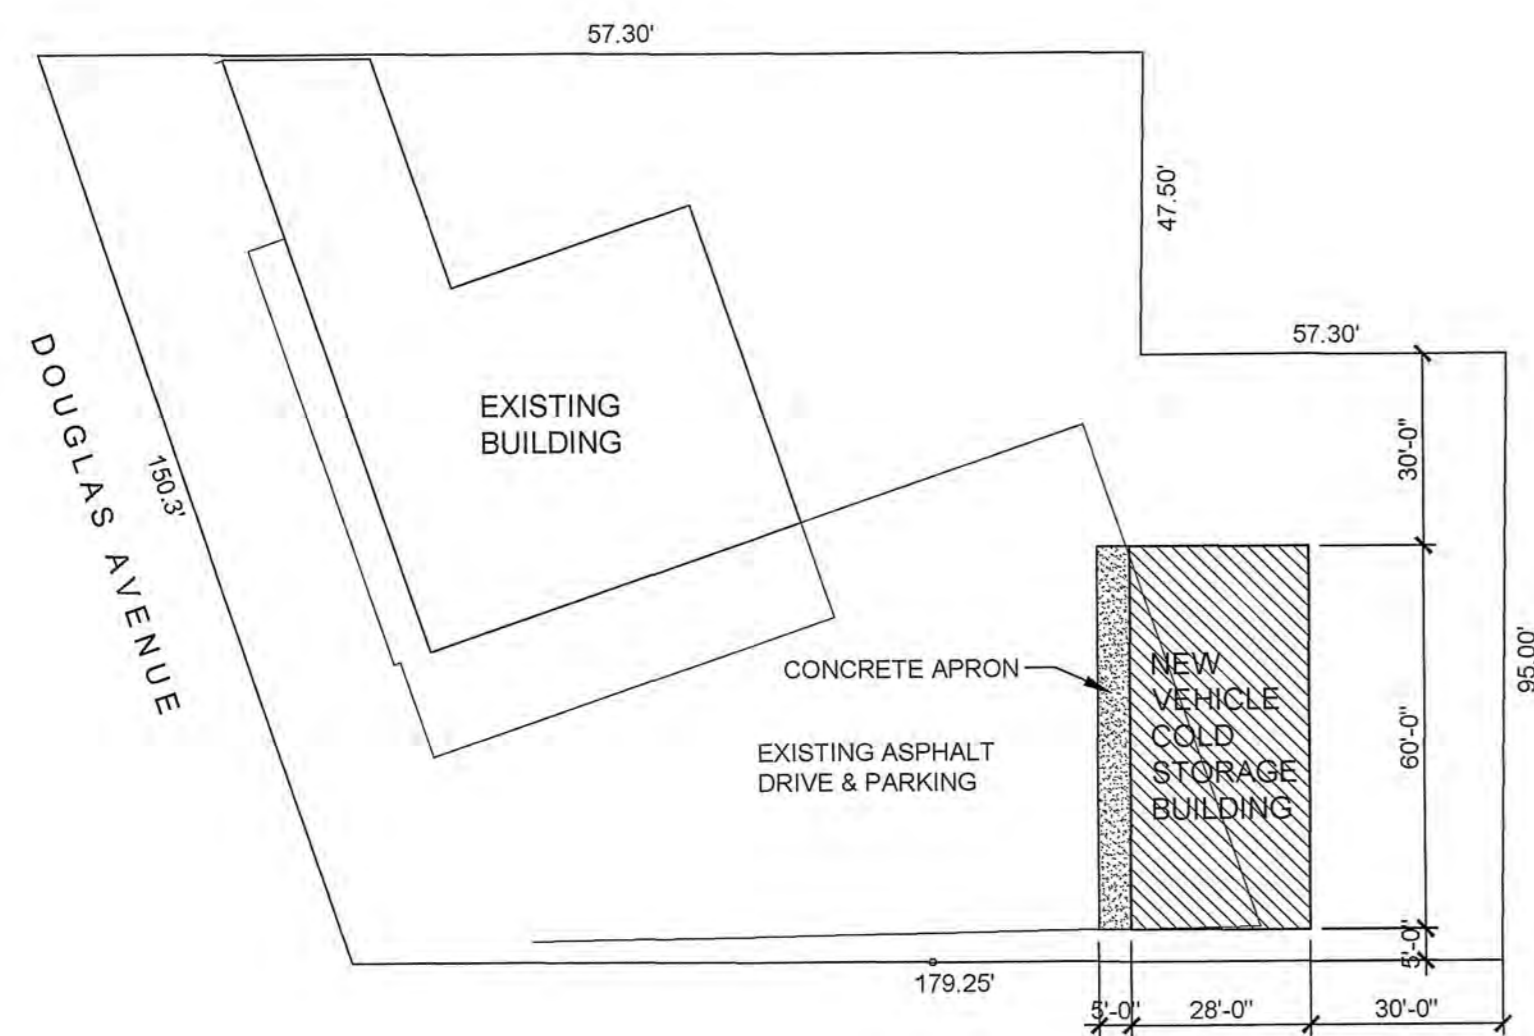 57.30'
47.50'
57.30'
DOUGLAS AVENUE
150.3'
EXISTING
BUILDING
30'-0"
95.00'
CONCRETE APRON
NEW
VEHICLE
COLD
STORAGE
BUILDING
60'-0"
EXISTING ASPHALT
DRIVE & PARKING
5'-0"
179.25'
5'-0"
28'-0"
30'-0"